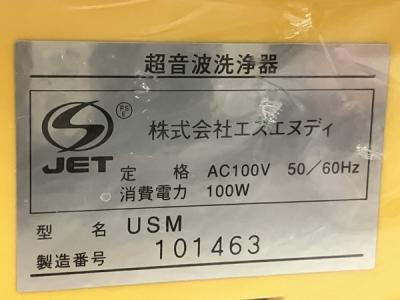 超音波洗浄器
PS
E
JET
株式会社エスエヌディ
定 格 AC100V 50/60Hz
消費電力 100W
型 名 USM
製造番号 101463